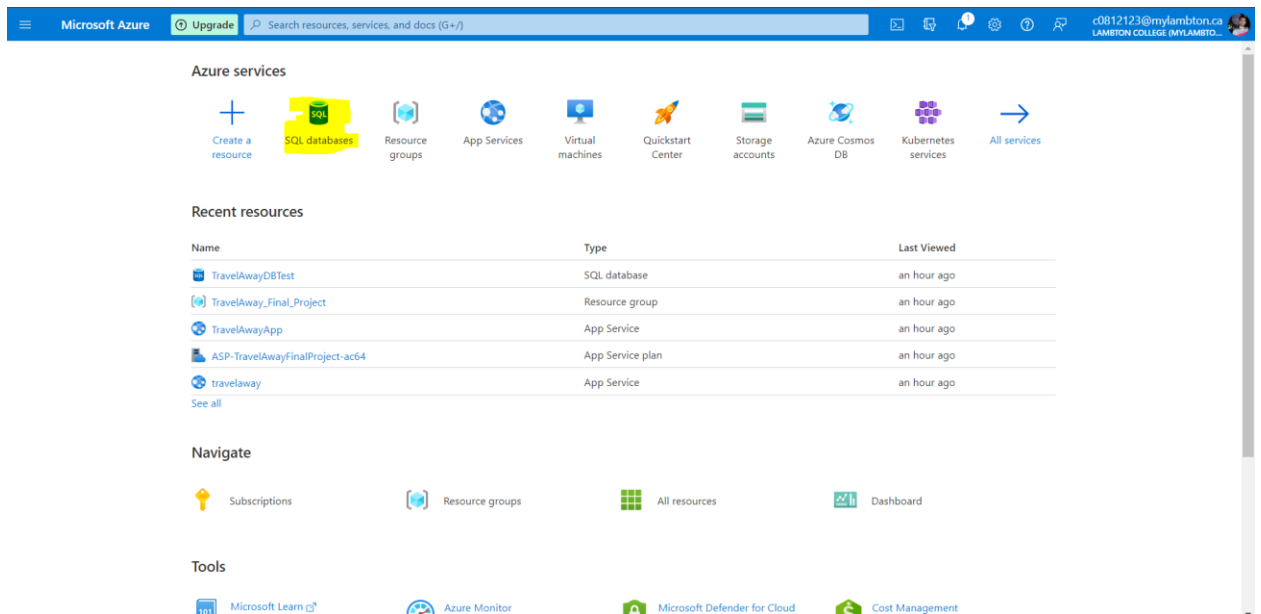 Microsoft Azure
Upgrade
Search resources, services, and docs (G+/)
1
c0812123@mylambton.ca
LAMBTON COLLEGE (MYLAMBTO...
Azure services
Create a resource
SQL
SQL databases
Resource groups
App Services
Virtual machines
Quickstart Center
Storage accounts
Azure Cosmos DB
Kubernetes services
All services
Recent resources
Name Type Last Viewed
TravelAwayDBTest SQL database an hour ago
TravelAway_Final_Project Resource group an hour ago
TravelAwayApp App Service an hour ago
ASP-TravelAwayFinalProject-ac64 App Service plan an hour ago
travelaway App Service an hour ago
See all
Navigate
Subscriptions Resource groups All resources Dashboard
Tools
101 Microsoft Learn Azure Monitor Microsoft Defender for Cloud Cost Management